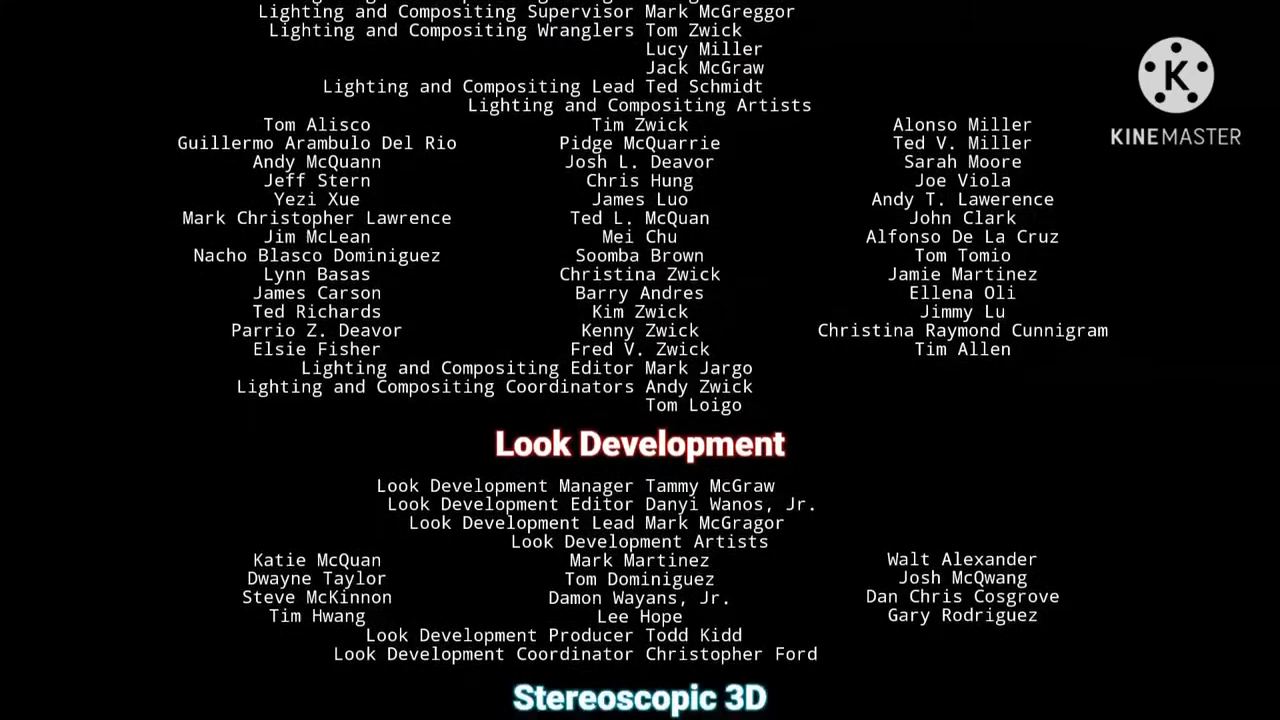 Lighting and Compositing Supervisor Mark McGreggor
Lighting and Compositing Wranglers Tom Zwick
Lucy Miller
Jack McGraw
Lighting and Compositing Lead Ted Schmidt
Lighting and Compositing Artists
Tom Alisco Tim Zwick Alonso Miller
Guillermo Arambulo Del Rio Pidge McQuarrie Ted V. Miller
Andy McQuann Josh L. Deavor Sarah Moore
Jeff Stern Chris Hung Joe Viola
Yezi Xue James Luo Andy T. Lawerence
Mark Christopher Lawrence Ted L. McQuan John Clark
Jim McLean Mei Chu Alfonso De La Cruz
Nacho Blasco Dominiguez Soomba Brown Tom Tomio
Lynn Basas Christina Zwick Jamie Martinez
James Carson Barry Andres Ellena Oli
Ted Richards Kim Zwick Jimmy Lu
Parrio Z. Deavor Kenny Zwick Christina Raymond Cunnigram
Elsie Fisher Fred V. Zwick Tim Allen
Lighting and Compositing Editor Mark Jargo
Lighting and Compositing Coordinators Andy Zwick
Tom Loigo
Look Development
Look Development Manager Tammy McGraw
Look Development Editor Danyi Wanos, Jr.
Look Development Lead Mark McGragor
Look Development Artists
Katie McQuan Mark Martinez Walt Alexander
Dwayne Taylor Tom Dominiguez Josh McQwang
Steve McKinnon Damon Wayans, Jr. Dan Chris Cosgrove
Tim Hwang Lee Hope Gary Rodriguez
Look Development Producer Todd Kidd
Look Development Coordinator Christopher Ford
Stereoscopic 3D
K
KINEMASTER